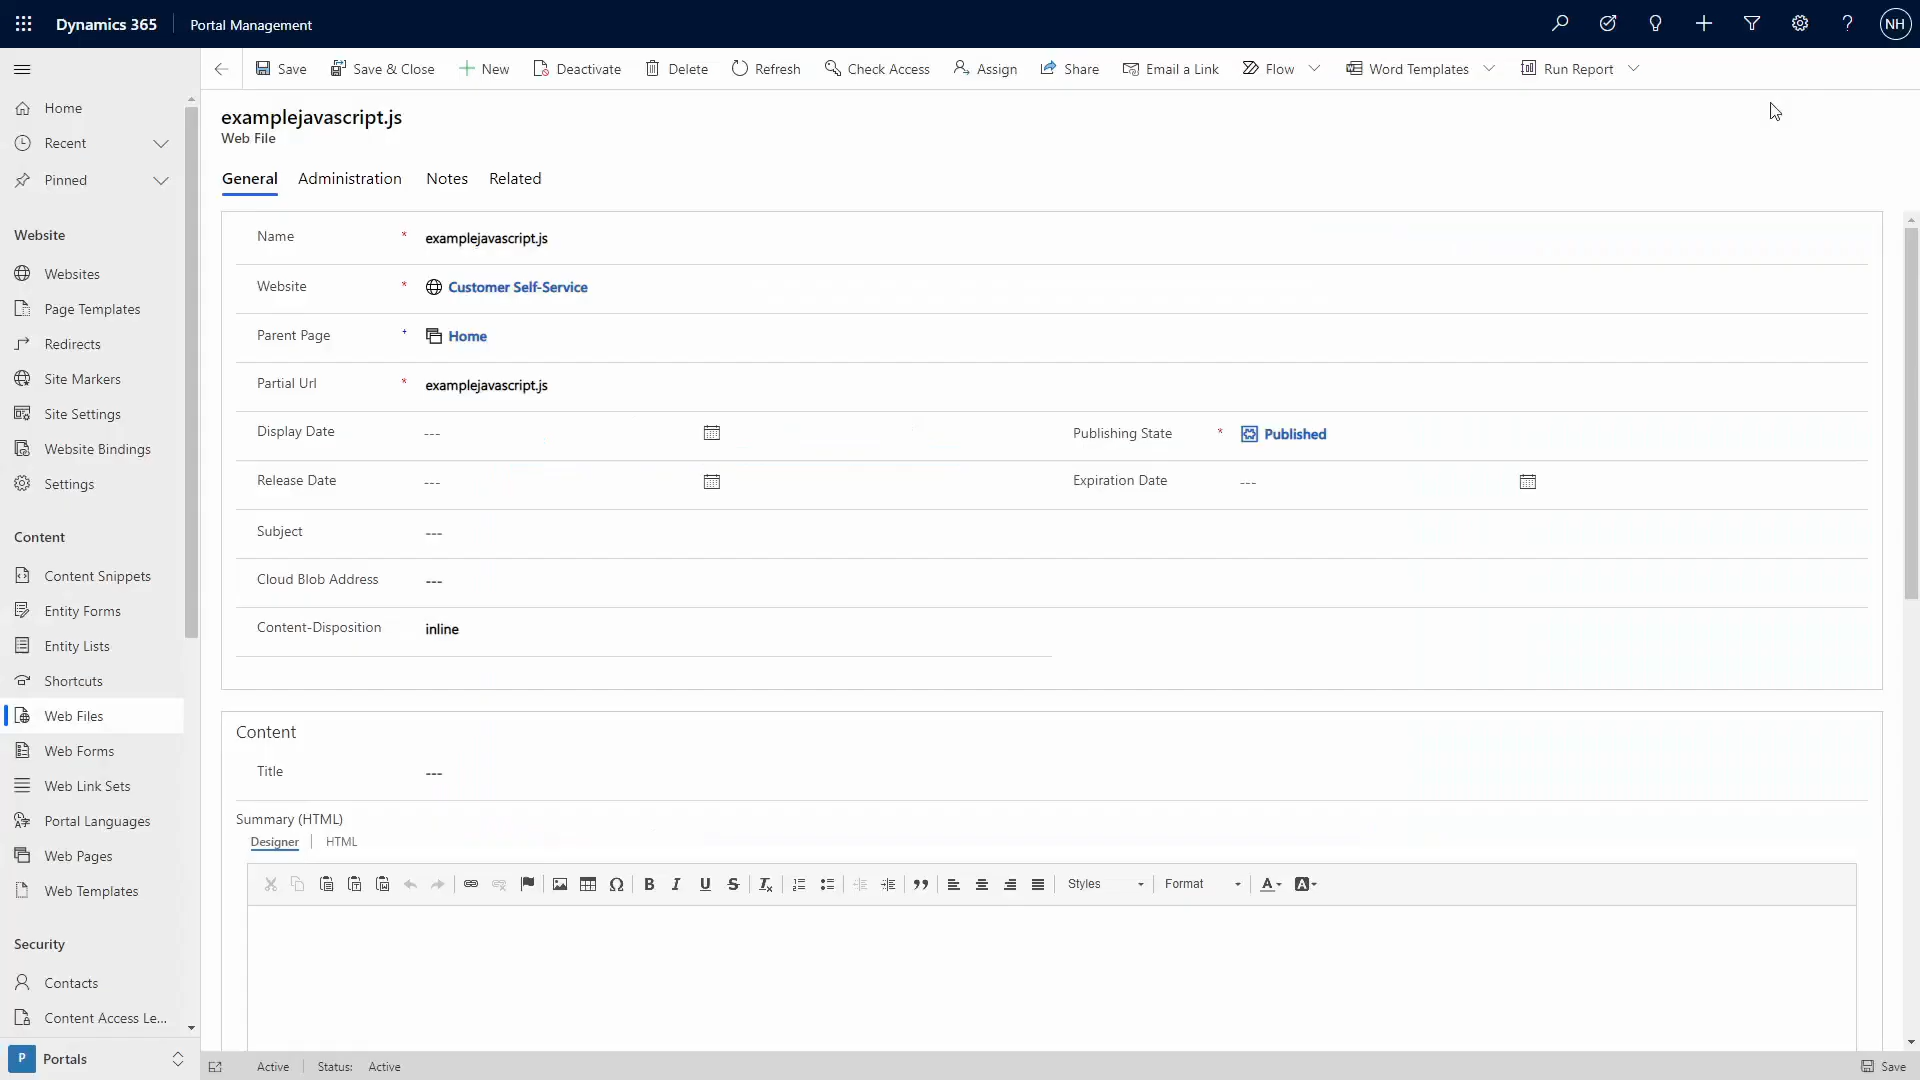 Dynamics 365 Portal Management NH
Save Save & Close New Deactivate Delete Refresh Check Access Assign Share Email a Link Flow Word Templates Run Report
Home
Recent
Pinned
Website
Websites
Page Templates
Redirects
Site Markers
Site Settings
Website Bindings
Settings
Content
Content Snippets
Entity Forms
Entity Lists
Shortcuts
Web Files
Web Forms
Web Link Sets
Portal Languages
Web Pages
Web Templates
Security
Contacts
Content Access Le...
P Portals
examplejavascript.js
Web File
General Administration Notes Related
Name * examplejavascript.js
Website * Customer Self-Service
Parent Page + Home
Partial Url * examplejavascript.js
Display Date --- Publishing State * Published
Release Date --- Expiration Date ---
Subject ---
Cloud Blob Address ---
Content-Disposition inline
Content
Title ---
Summary (HTML)
Designer | HTML
B I U S Ω Styles Format A A
Active Status: Active Save